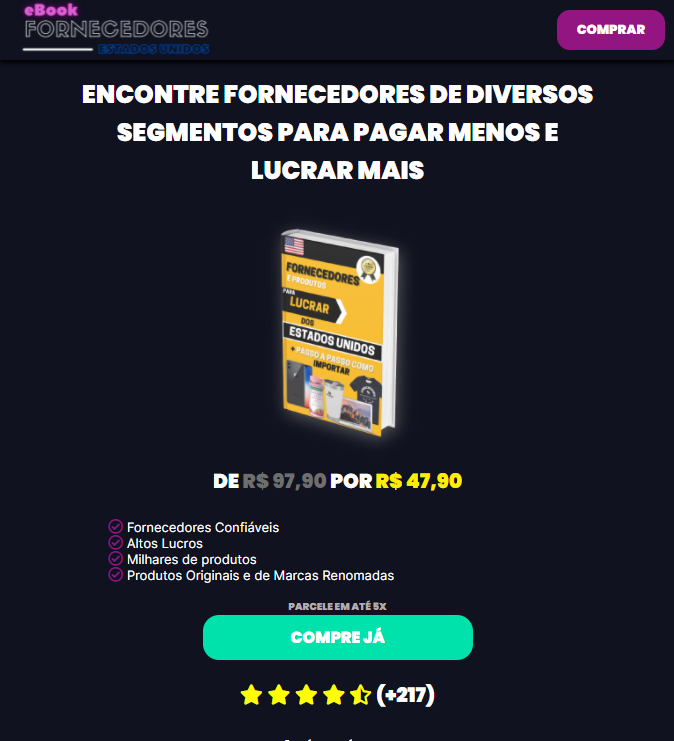 eBook
FORNECEDORES
ESTADOS UNIDOS
COMPRAR
ENCONTRE FORNECEDORES DE DIVERSOS
SEGMENTOS PARA PAGAR MENOS E
LUCRAR MAIS
FORNECEDORES
E PRODUTOS
PARA
LUCRAR
DOS
ESTADOS UNIDOS
+ PASSO A PASSO COMO
IMPORTAR
DE R$ 97,90 POR R$ 47,90
Fornecedores Confiáveis
Altos Lucros
Milhares de produtos
Produtos Originais e de Marcas Renomadas
PARCELE EM ATÉ 5X
COMPRE JÁ
(+217)